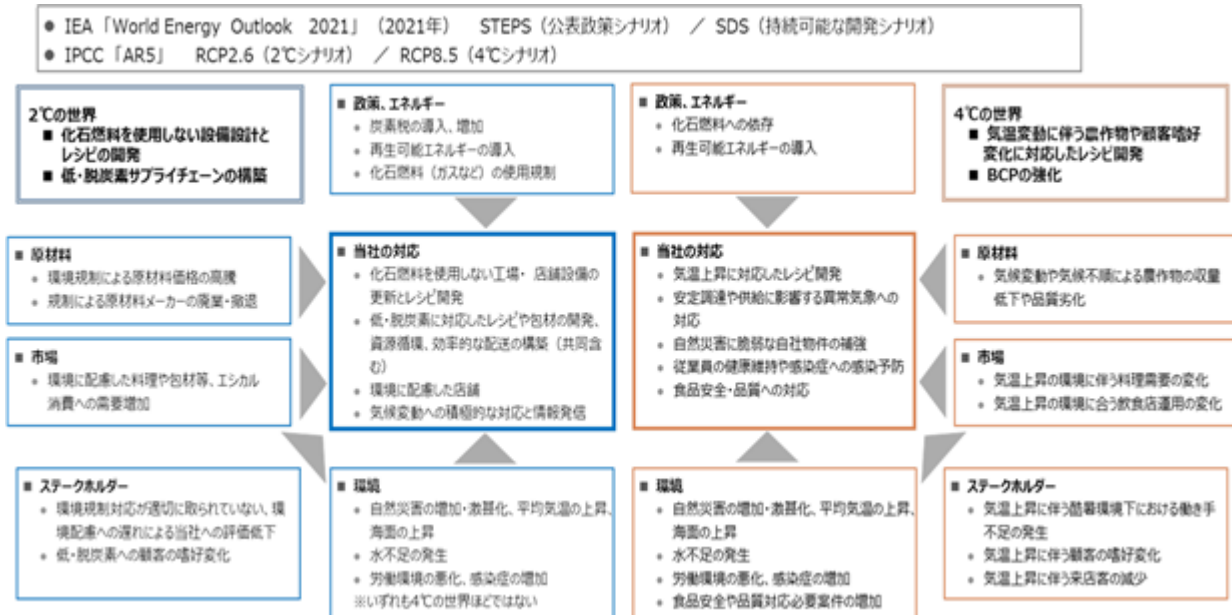 ● IEA「World Energy Outlook 2021」（2021年） STEPS（公表政策シナリオ） / SDS（持続可能な開発シナリオ）
● IPCC「AR5」 RCP2.6（2℃シナリオ） / RCP8.5（4℃シナリオ）
2℃の世界
■ 化石燃料を使用しない設備設計と
レシピの開発
■ 低・脱炭素サプライチェーンの構築
■ 政策、エネルギー
● 炭素税の導入、増加
● 再生可能エネルギーの導入
● 化石燃料（ガスなど）の使用規制
■ 政策、エネルギー
● 化石燃料への依存
● 再生可能エネルギーの導入
4℃の世界
■ 気温変動に伴う農作物や顧客嗜好
変化に対応したレシピ開発
■ BCPの強化
■ 原材料
● 環境規制による原材料価格の高騰
● 規制による原材料メーカーの廃業・撤退
■ 当社の対応
● 化石燃料を使用しない工場・ 店舗設備の
更新とレシピ開発
● 低・脱炭素に対応したレシピや包材の開発、
資源循環、効率的な配送の構築（共同含
む）
● 環境に配慮した店舗
● 気候変動への積極的な対応と情報発信
■ 当社の対応
● 気温上昇に対応したレシピ開発
● 安定調達や供給に影響する異常気象への
対応
● 自然災害に脆弱な自社物件の補強
● 従業員の健康維持や感染症への感染予防
● 食品安全・品質への対応
■ 原材料
● 気候変動や気候不順による農作物の収量
低下や品質劣化
■ 市場
● 環境に配慮した料理や包材等、エシカル
消費への需要増加
■ 市場
● 気温上昇の環境に伴う料理需要の変化
● 気温上昇の環境に合う飲食店運用の変化
■ ステークホルダー
● 環境規制対応が適切に取られていない、環
境配慮への遅れによる当社への評価低下
● 低・脱炭素への顧客の嗜好変化
■ 環境
● 自然災害の増加・激甚化、平均気温の上昇、
海面の上昇
● 水不足の発生
● 労働環境の悪化、感染症の増加
※いずれも4℃の世界ほどではない
■ 環境
● 自然災害の増加・激甚化、平均気温の上昇、
海面の上昇
● 水不足の発生
● 労働環境の悪化、感染症の増加
● 食品安全や品質対応必要案件の増加
■ ステークホルダー
● 気温上昇に伴う酷暑環境下における働き手
不足の発生
● 気温上昇に伴う顧客の嗜好変化
● 気温上昇に伴う来店客の減少